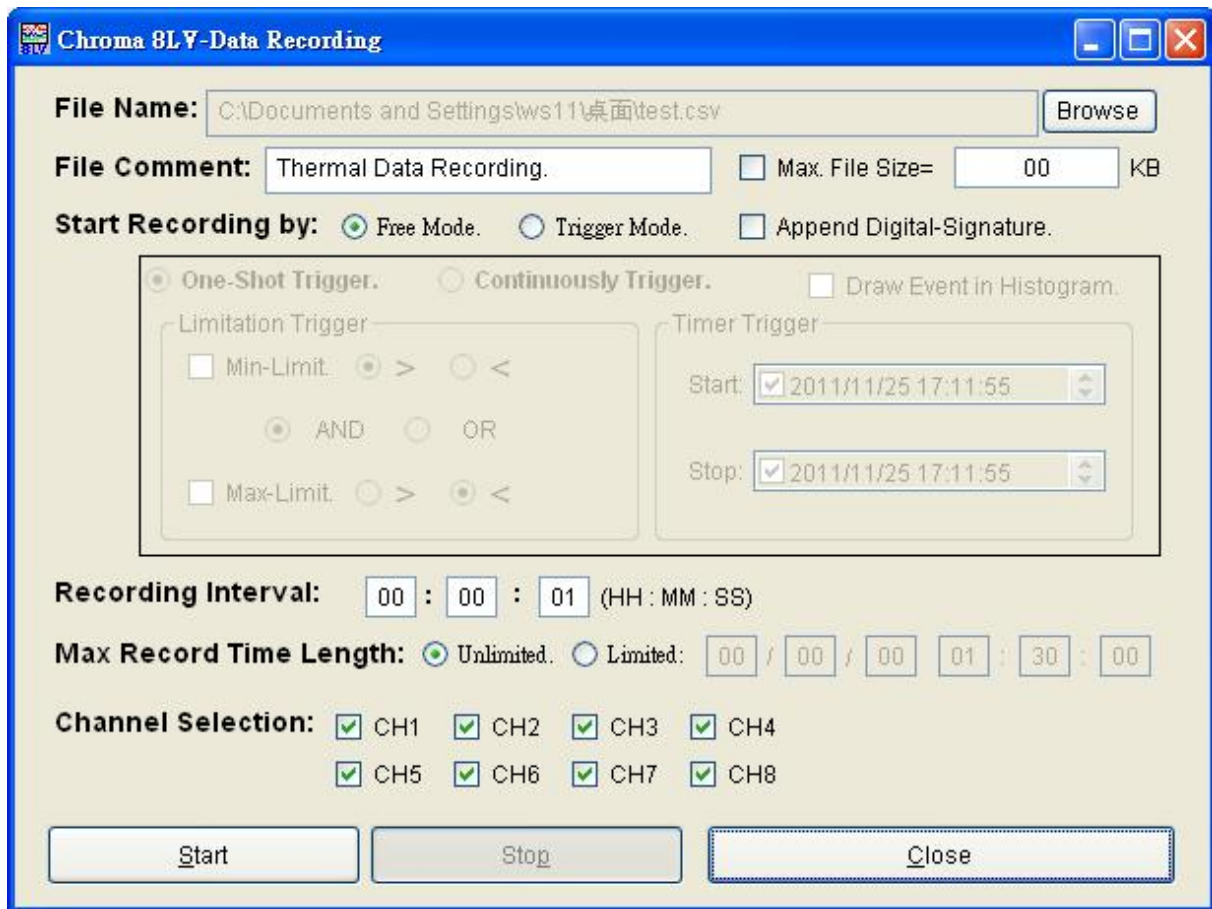 Chroma 8LV-Data Recording
File Name: C:\Documents and Settings\ws11\桌面\test.csv Browse
File Comment: Thermal Data Recording. Max. File Size= 00 KB
Start Recording by: Free Mode. Trigger Mode. Append Digital-Signature.
One-Shot Trigger. Continuously Trigger. Draw Event in Histogram.
Limitation Trigger Timer Trigger
Min-Limit. > <
Start: 2011/11/25 17:11:55
AND OR
Stop: 2011/11/25 17:11:55
Max-Limit. > <
Recording Interval: 00 : 00 : 01 (HH : MM : SS)
Max Record Time Length: Unlimited. Limited: 00 / 00 / 00 01 : 30 : 00
Channel Selection: CH1 CH2 CH3 CH4
CH5 CH6 CH7 CH8
Start Stop Close